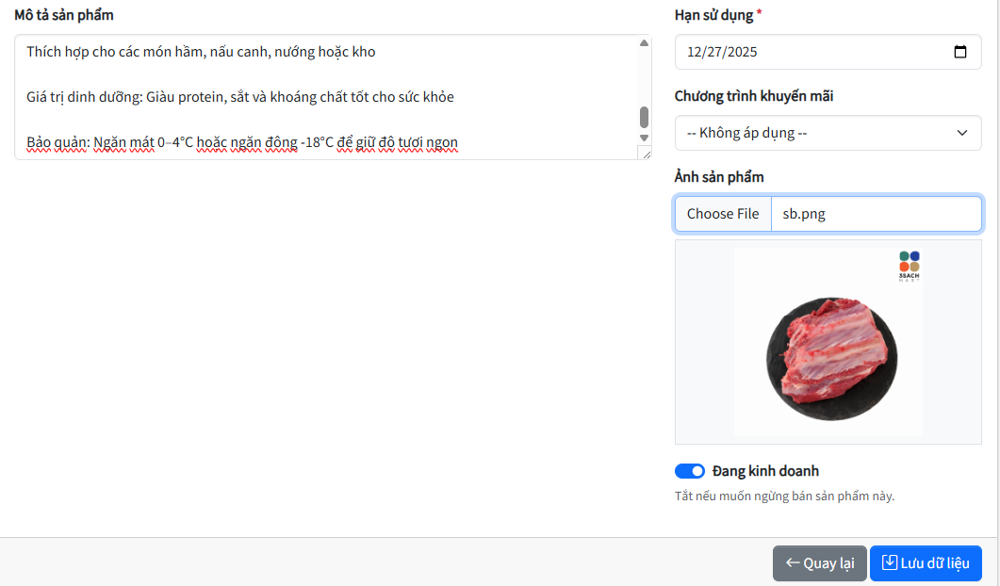 Mô tả sản phẩm
Thích hợp cho các món hầm, nấu canh, nướng hoặc kho
Giá trị dinh dưỡng: Giàu protein, sắt và khoáng chất tốt cho sức khỏe
Bảo quản: Ngăn mát 0–4°C hoặc ngăn đông -18°C để giữ độ tươi ngon
Hạn sử dụng *
12/27/2025
Chương trình khuyến mãi
-- Không áp dụng --
Ảnh sản phẩm
Choose File sb.png
3SACH
MART
Đang kinh doanh
Tắt nếu muốn ngừng bán sản phẩm này.
Quay lại Lưu dữ liệu